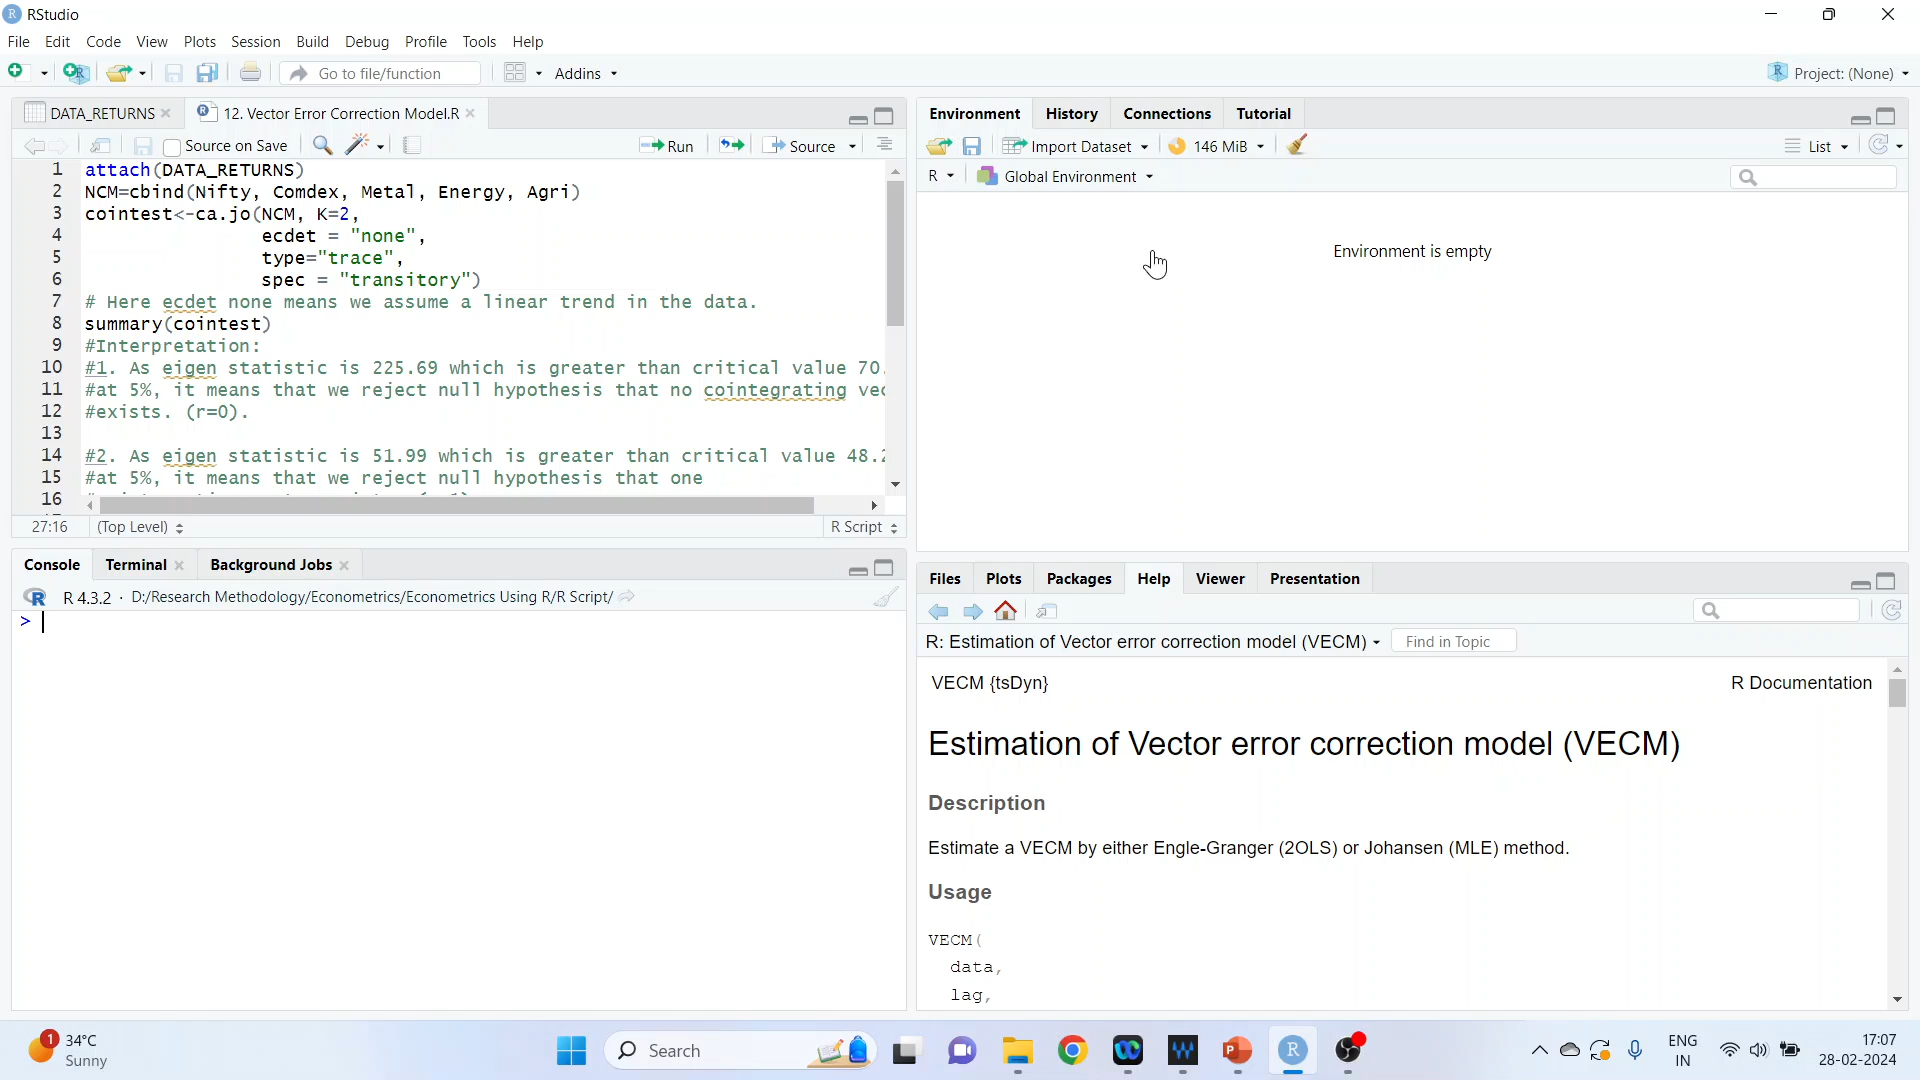 RStudio
File Edit Code View Plots Session Build Debug Profile Tools Help
Go to file/function Addins Project: (None)
DATA_RETURNS 12. Vector Error Correction Model.R
Source on Save Run Source
1 attach(DATA_RETURNS)
2 NCM=cbind(Nifty, Comdex, Metal, Energy, Agri)
3 cointest<-ca.jo(NCM, K=2,
4 ecdet = "none",
5 type="trace",
6 spec = "transitory")
7 # Here ecdet none means we assume a linear trend in the data.
8 summary(cointest)
9 #Interpretation:
10 #1. As eigen statistic is 225.69 which is greater than critical value 70.
11 #at 5%, it means that we reject null hypothesis that no cointegrating
12 #exists. (r=0).
13
14 #2. As eigen statistic is 51.99 which is greater than critical value 48.2
15 #at 5%, it means that we reject null hypothesis that one
16
27:16 (Top Level) R Script
Console Terminal Background Jobs
R 4.3.2 · D:/Research Methodology/Econometrics/Econometrics Using R/R Script/
>
Environment History Connections Tutorial
Import Dataset 146 MiB List
R Global Environment
Environment is empty
Files Plots Packages Help Viewer Presentation
R: Estimation of Vector error correction model (VECM) Find in Topic
VECM {tsDyn} R Documentation
Estimation of Vector error correction model (VECM)
Description
Estimate a VECM by either Engle-Granger (2OLS) or Johansen (MLE) method.
Usage
VECM(
data,
lag,
1 34°C
Sunny
Search
ENG
IN
17:07
28-02-2024